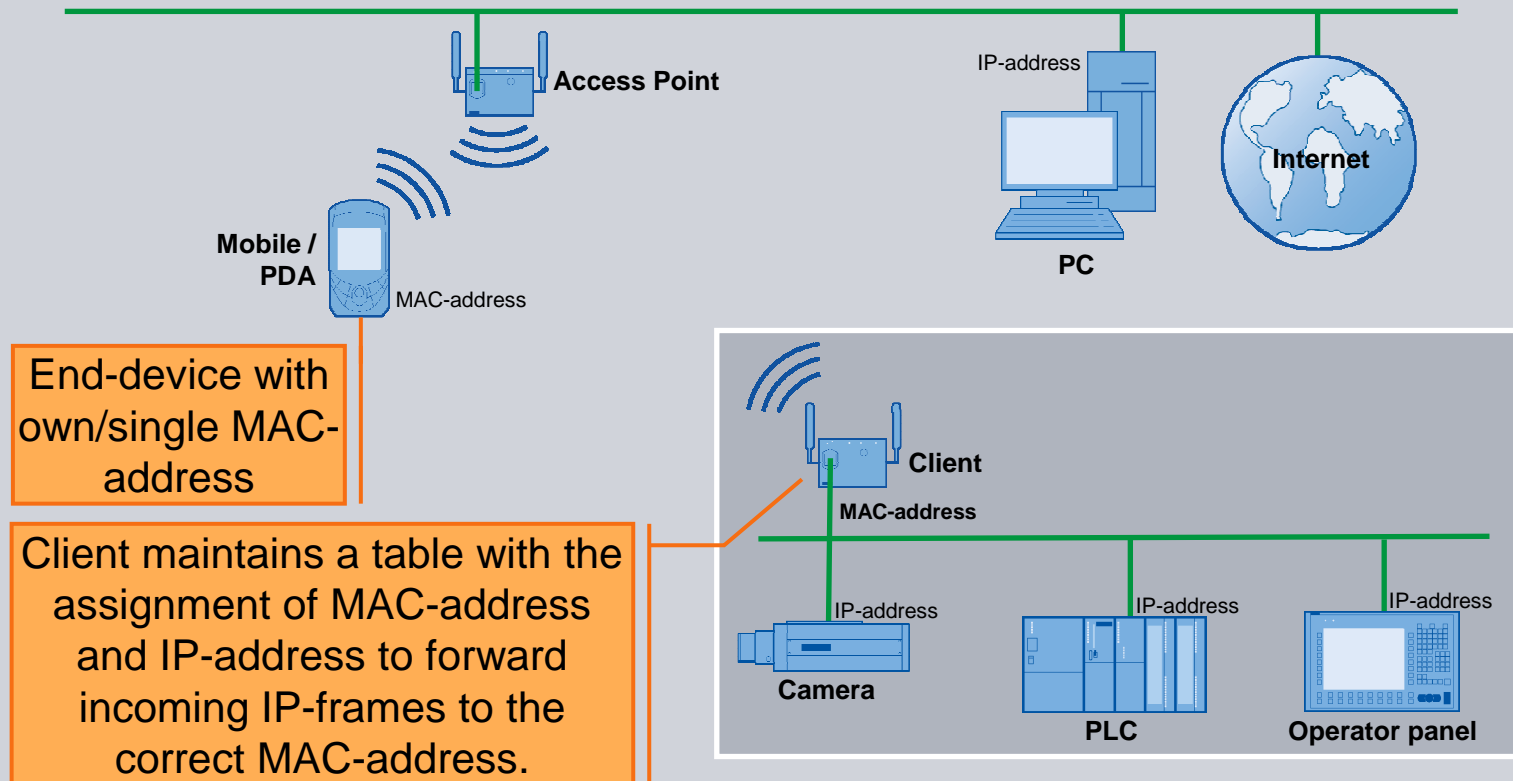 Access Point
IP-address
Internet
PC
Mobile /
PDA
MAC-address
End-device with
own/single MAC-
address
Client
MAC-address
Client maintains a table with the
assignment of MAC-address
and IP-address to forward
incoming IP-frames to the
correct MAC-address.
IP-address
Camera
IP-address
PLC
IP-address
Operator panel